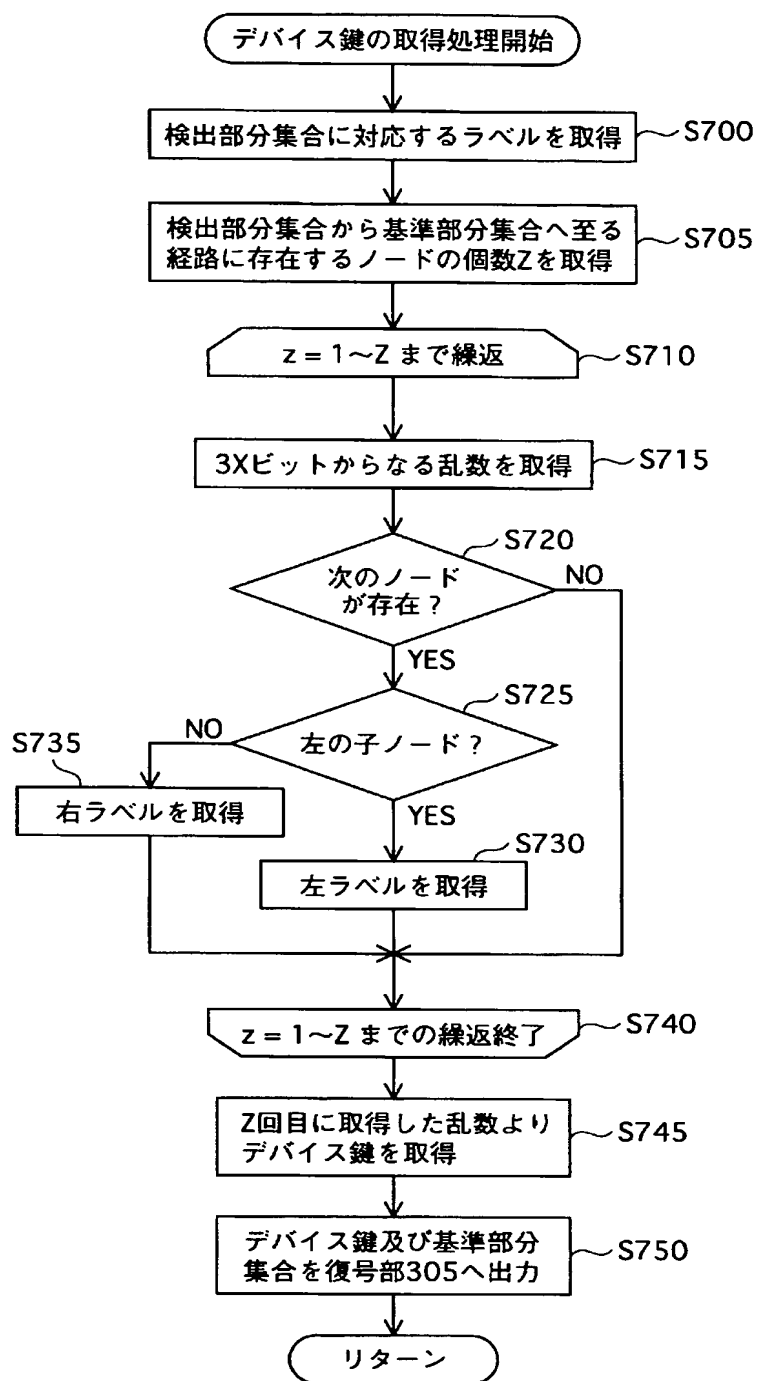 デバイス鍵の取得処理開始
検出部分集合に対応するラベルを取得
S700
検出部分集合から基準部分集合へ至る
経路に存在するノードの個数Zを取得
S705
z = 1~Z まで繰返
S710
3Xビットからなる乱数を取得
S715
S720
次のノード
が存在?
NO
YES
S725
左の子ノード?
NO
S735
右ラベルを取得
YES
S730
左ラベルを取得
z = 1~Z までの繰返終了
S740
Z回目に取得した乱数より
デバイス鍵を取得
S745
デバイス鍵及び基準部分
集合を復号部305へ出力
S750
リターン